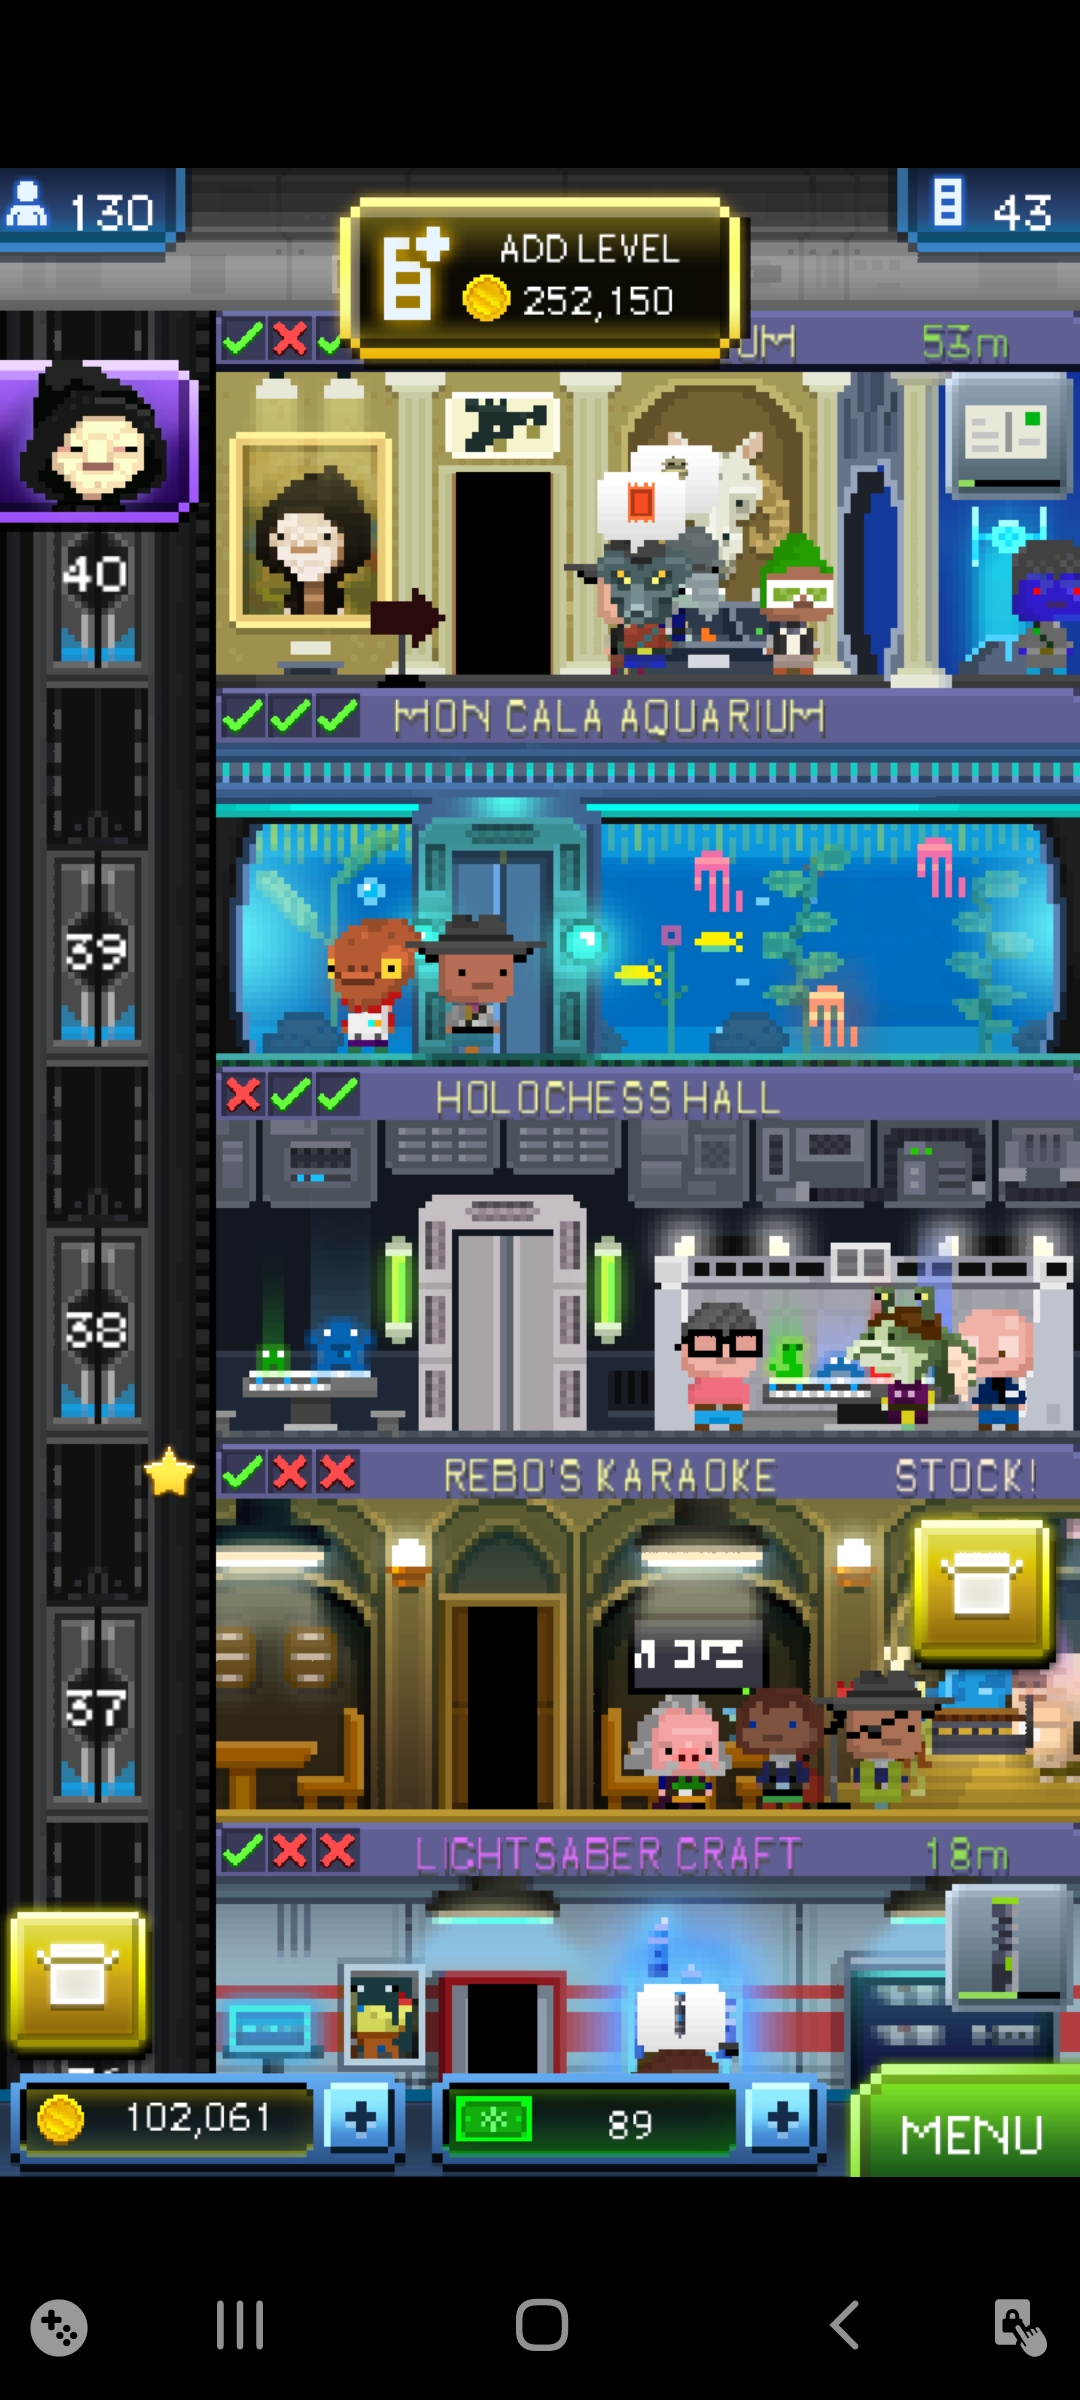 130
43
ADD LEVEL
252,150
UM 53m
40
MON CALA AQUARIUM
39
HOLOCHESS HALL
38
REBO'S KARAOKE STOCK!
37
LIGHTSABER CRAFT 18m
102,061
89
MENU